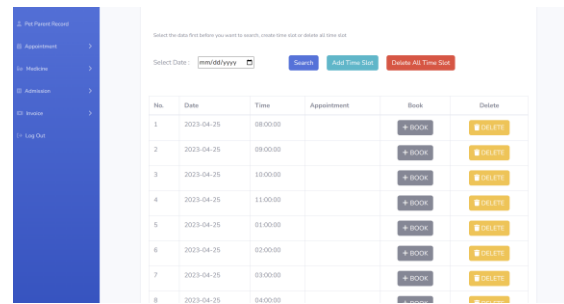 Pet Parent Record
Appointment
Medicine
Admission
Invoice
Log Out
Select the data first before you want to search, create time slot or delete all time slot
Select Date : mm/dd/yyyy Search Add Time Slot Delete All Time Slot
No. Date Time Appointment Book Delete
1 2023-04-25 08:00:00 + BOOK DELETE
2 2023-04-25 09:00:00 + BOOK DELETE
3 2023-04-25 10:00:00 + BOOK DELETE
4 2023-04-25 11:00:00 + BOOK DELETE
5 2023-04-25 01:00:00 + BOOK DELETE
6 2023-04-25 02:00:00 + BOOK DELETE
7 2023-04-25 03:00:00 + BOOK DELETE
8 2023-04-25 04:00:00 + BOOK DELETE